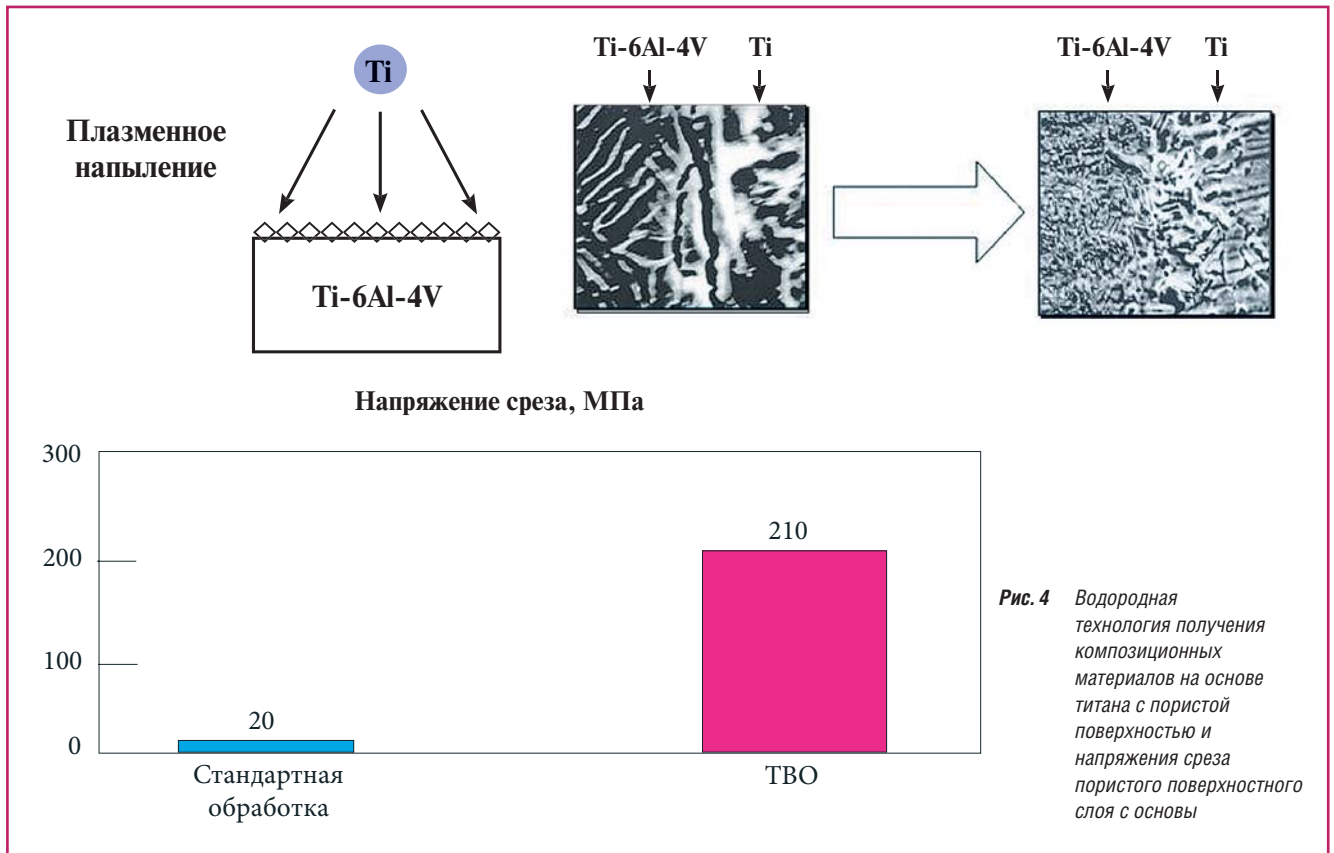 Ti
Плазменное
напыление
Ti-6Al-4V
Ti-6Al-4V Ti
Ti-6Al-4V Ti
Напряжение среза, МПа
300
200
100
0
20
210
Стандартная
обработка
ТВО
Рис. 4 Водородная
технология получения
композиционных
материалов на основе
титана с пористой
поверхностью и
напряжения среза
пористого поверхностного
слоя с основы